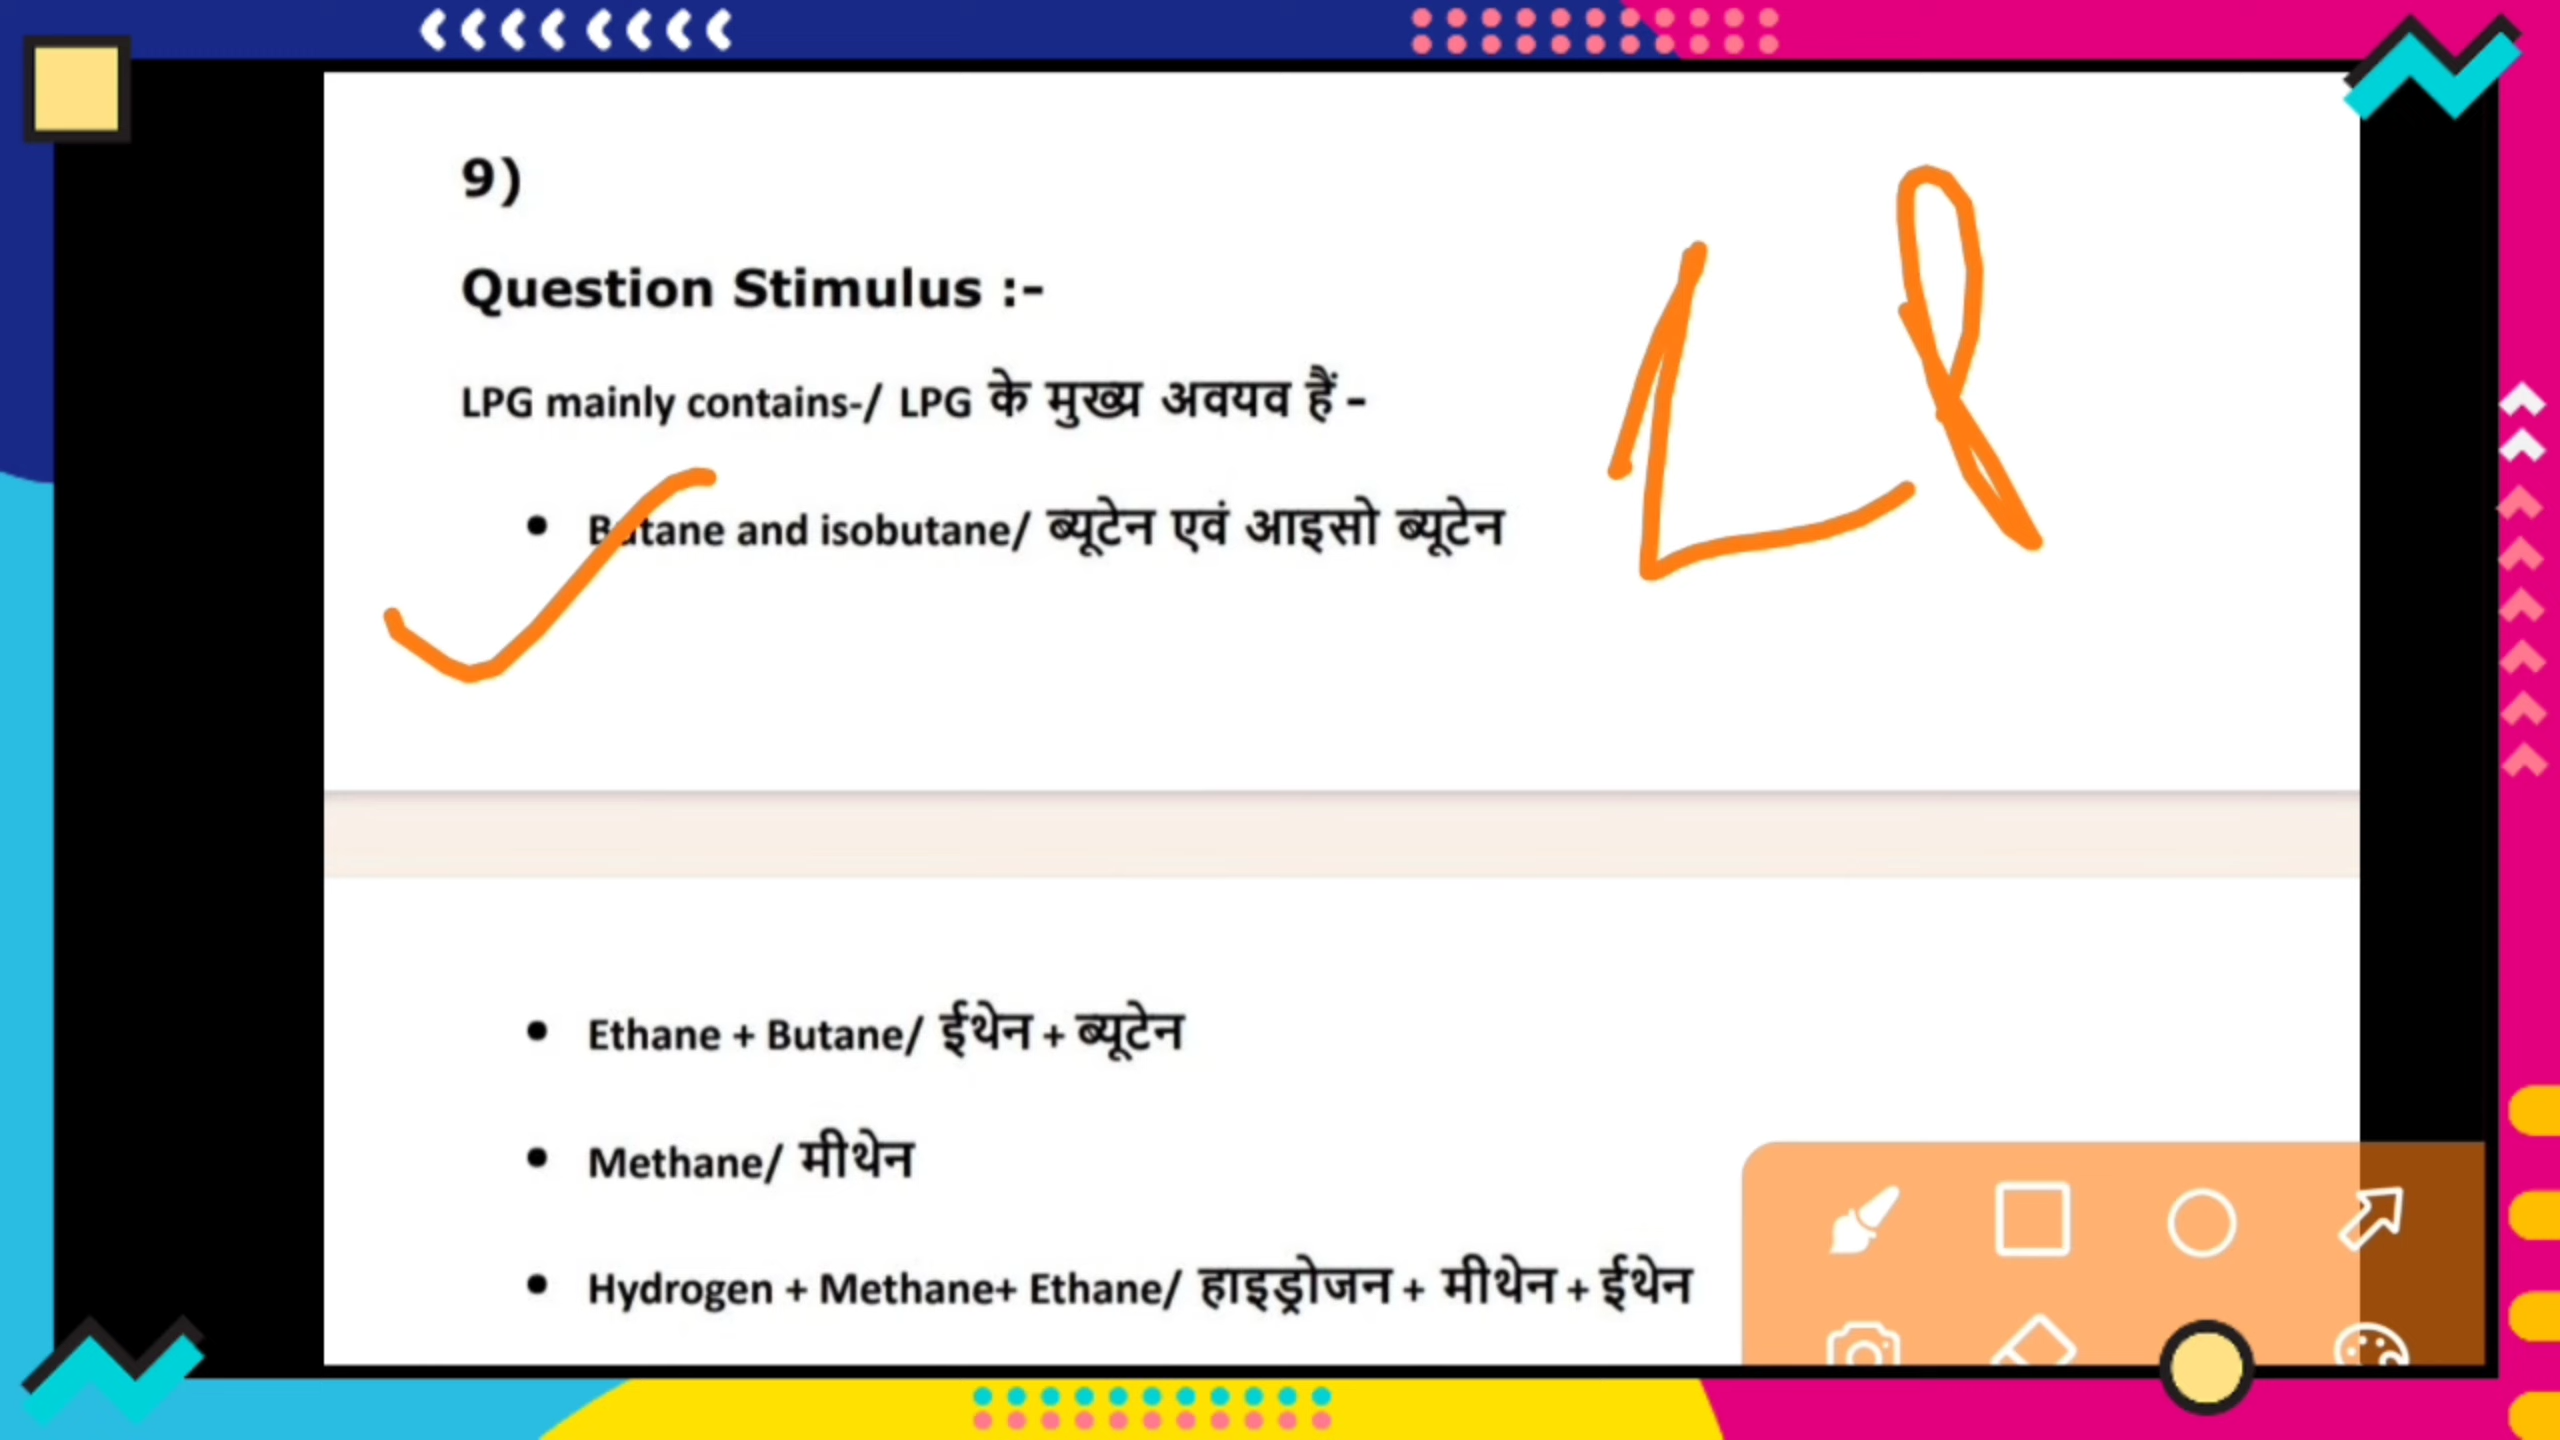 9)
Question Stimulus :-
LPG mainly contains-/ LPG के मुख्य अवयव हैं -
• Butane and isobutane/ ब्यूटेन एवं आइसो ब्यूटेन
• Ethane + Butane/ ईथेन + ब्यूटेन
• Methane/ मीथेन
• Hydrogen + Methane+ Ethane/ हाइड्रोजन + मीथेन + ईथेन